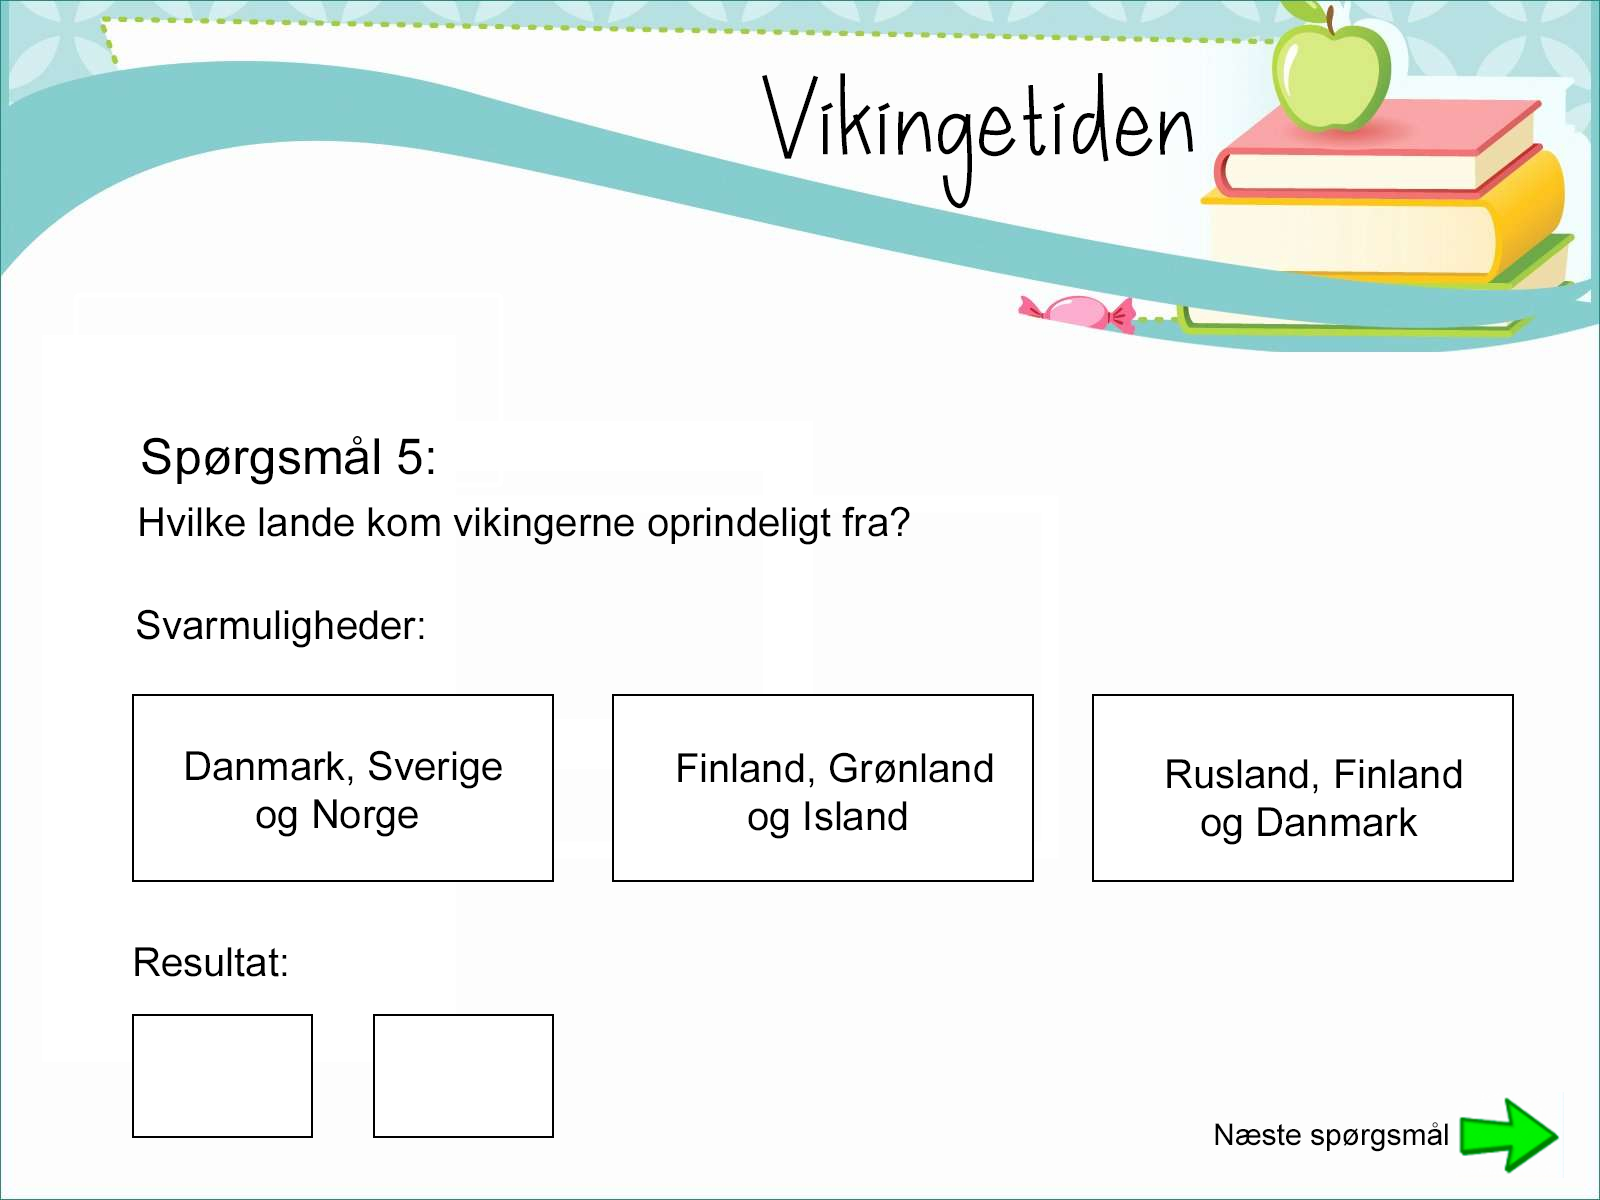 Vikingetiden
Spørgsmål 5:
Hvilke lande kom vikingerne oprindeligt fra?
Svarmuligheder:
Danmark, Sverige
og Norge
Finland, Grønland
og Island
Rusland, Finland
og Danmark
Resultat:
Næste spørgsmål